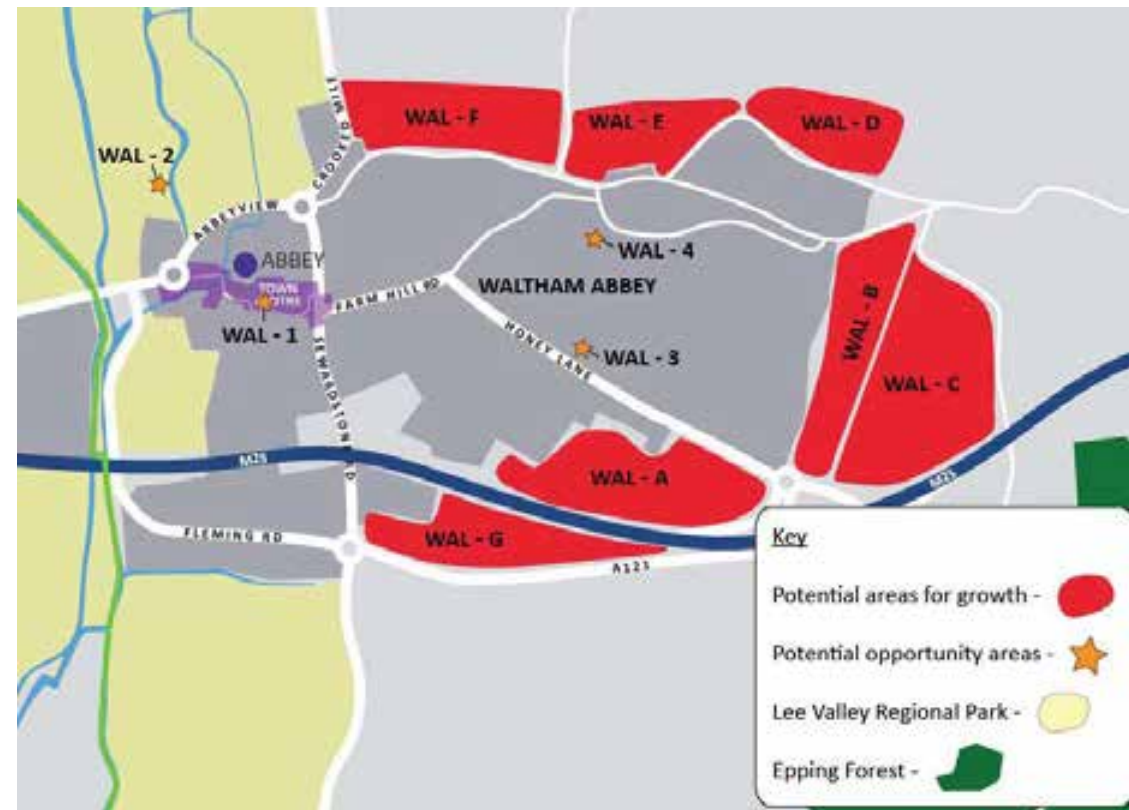 WAL - F
WAL - E
WAL - D
CROOKED MILE
WAL - 2
ABBEYVIEW
ABBEY
TOWN
WAL - 4
WALTHAM ABBEY
FARM HILL RD
WAL - 1
WAL - 3
HONEY LANE
WAL - B
WAL - C
SEWARDSTONE RD
M25
M25
WAL - A
WAL - G
FLEMING RD
A121
Key
Potential areas for growth -
Potential opportunity areas -
Lee Valley Regional Park -
Epping Forest -